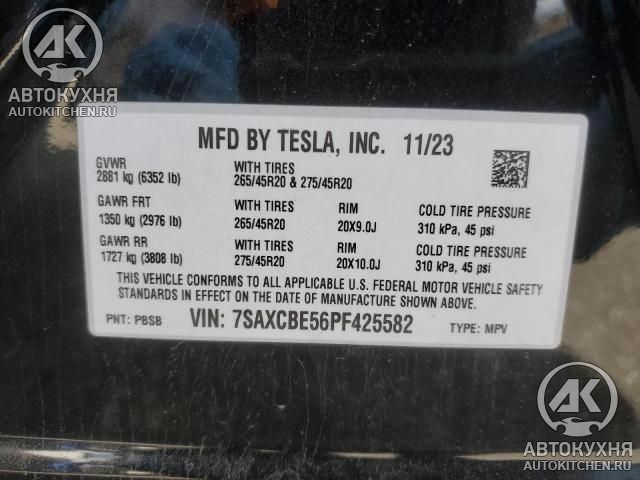 АК
АВТОКУХНЯ
AUTOKITCHEN.RU
MFD BY TESLA, INC. 11/23
GVWR
2881 kg (6352 lb)
WITH TIRES
265/45R20 & 275/45R20
GAWR FRT
1350 kg (2976 lb)
WITH TIRES
265/45R20
RIM
20X9.0J
COLD TIRE PRESSURE
310 kPa, 45 psi
GAWR RR
1727 kg (3808 lb)
WITH TIRES
275/45R20
RIM
20X10.0J
COLD TIRE PRESSURE
310 kPa, 45 psi
THIS VEHICLE CONFORMS TO ALL APPLICABLE U.S. FEDERAL MOTOR VEHICLE SAFETY
STANDARDS IN EFFECT ON THE DATE OF MANUFACTURE SHOWN ABOVE.
PNT: PBSB
VIN: 7SAXCBE56PF425582
TYPE: MPV
АК
АВТОКУХНЯ
AUTOKITCHEN.RU